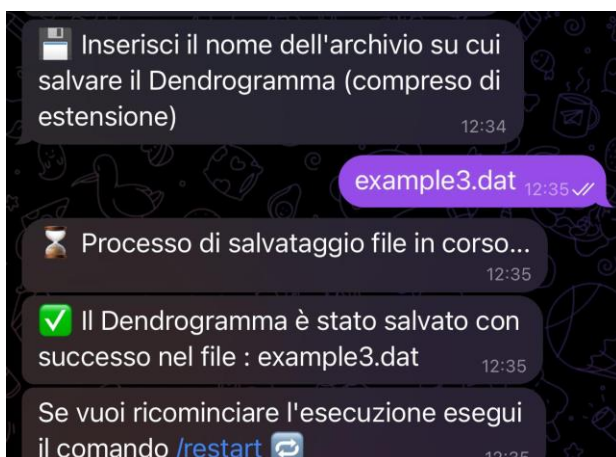 💾 Inserisci il nome dell'archivio su cui
salvare il Dendrogramma (compreso di
estensione)
12:34
example3.dat 12:35
⏳ Processo di salvataggio file in corso...
12:35
✅ Il Dendrogramma è stato salvato con
successo nel file : example3.dat 12:35
Se vuoi ricominciare l'esecuzione esegui
il comando /restart 🔁 12:35